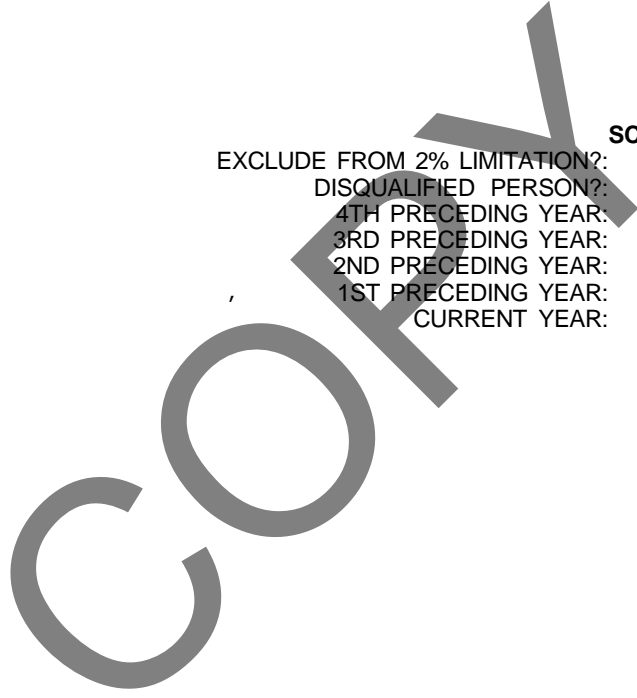 SC
EXCLUDE FROM 2% LIMITATION?:
DISQUALIFIED PERSON?:
4TH PRECEDING YEAR:
3RD PRECEDING YEAR:
2ND PRECEDING YEAR:
, 1ST PRECEDING YEAR:
CURRENT YEAR:
COPY